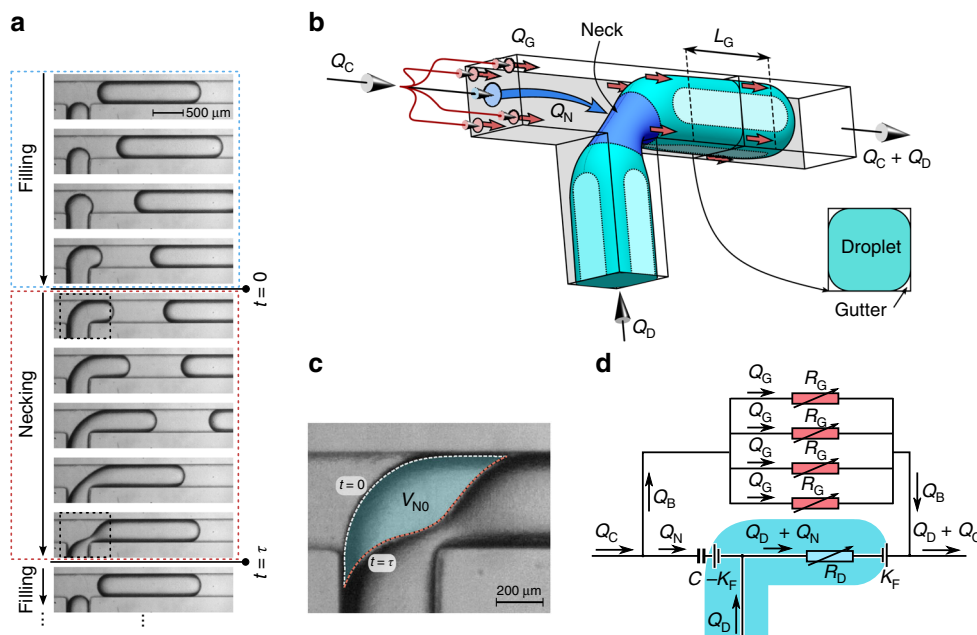 a
Filling
500 μm
t = 0
Necking
t = τ
Filling
...
...
b
Q_C
Q_G
Neck
L_G
Q_N
Q_C + Q_D
Droplet
Gutter
Q_D
c
t = 0
V_N0
t = τ
200 μm
d
Q_G
R_G
Q_G
R_G
Q_G
R_G
Q_G
R_G
Q_B
Q_B
Q_C
Q_N
Q_D + Q_N
Q_D + Q_C
C
–K_F
R_D
K_F
Q_D